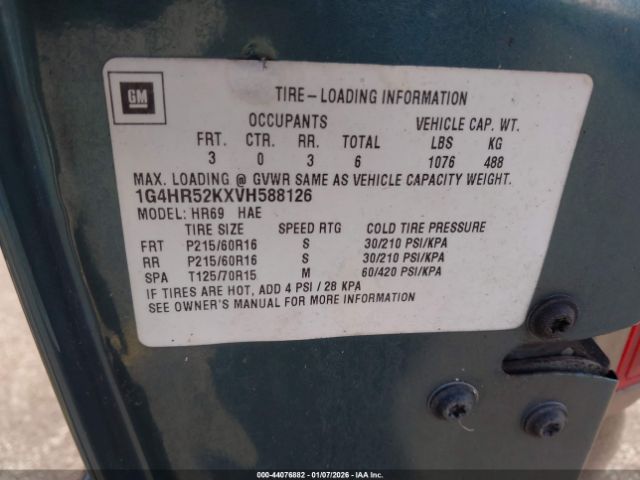 GM
TIRE-LOADING INFORMATION
OCCUPANTS VEHICLE CAP. WT.
FRT. CTR. RR. TOTAL LBS KG
3 0 3 6 1076 488
MAX. LOADING @ GVWR SAME AS VEHICLE CAPACITY WEIGHT.
1G4HR52KXVH588126
MODEL: HR69 HAE
TIRE SIZE SPEED RTG COLD TIRE PRESSURE
FRT P215/60R16 S 30/210 PSI/KPA
RR P215/60R16 S 30/210 PSI/KPA
SPA T125/70R15 M 60/420 PSI/KPA
IF TIRES ARE HOT, ADD 4 PSI / 28 KPA
SEE OWNER'S MANUAL FOR MORE INFORMATION
© COPYRIGHT 000-44076882 - 01/07/2026 - IAA HOLDINGS, LLC